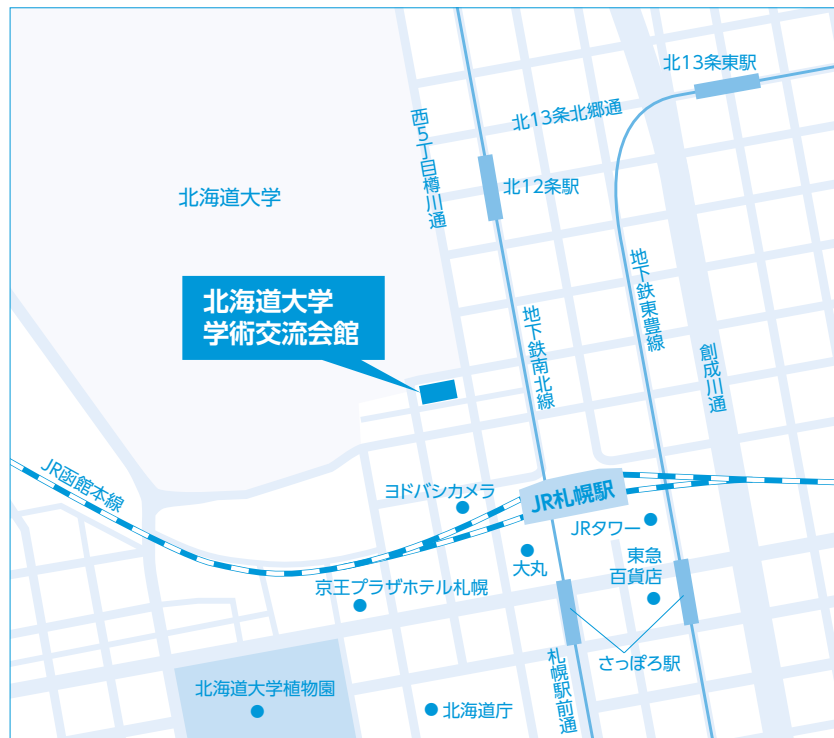 北13条東駅
北13条北郷通
西5丁目樽川通
北12条駅
北海道大学
地下鉄東豊線
北海道大学
学術交流会館
地下鉄南北線
創成川通
JR函館本線
ヨドバシカメラ
JR札幌駅
JRタワー
大丸
東急
百貨店
京王プラザホテル札幌
さっぽろ駅
札幌駅前通
北海道大学植物園
北海道庁